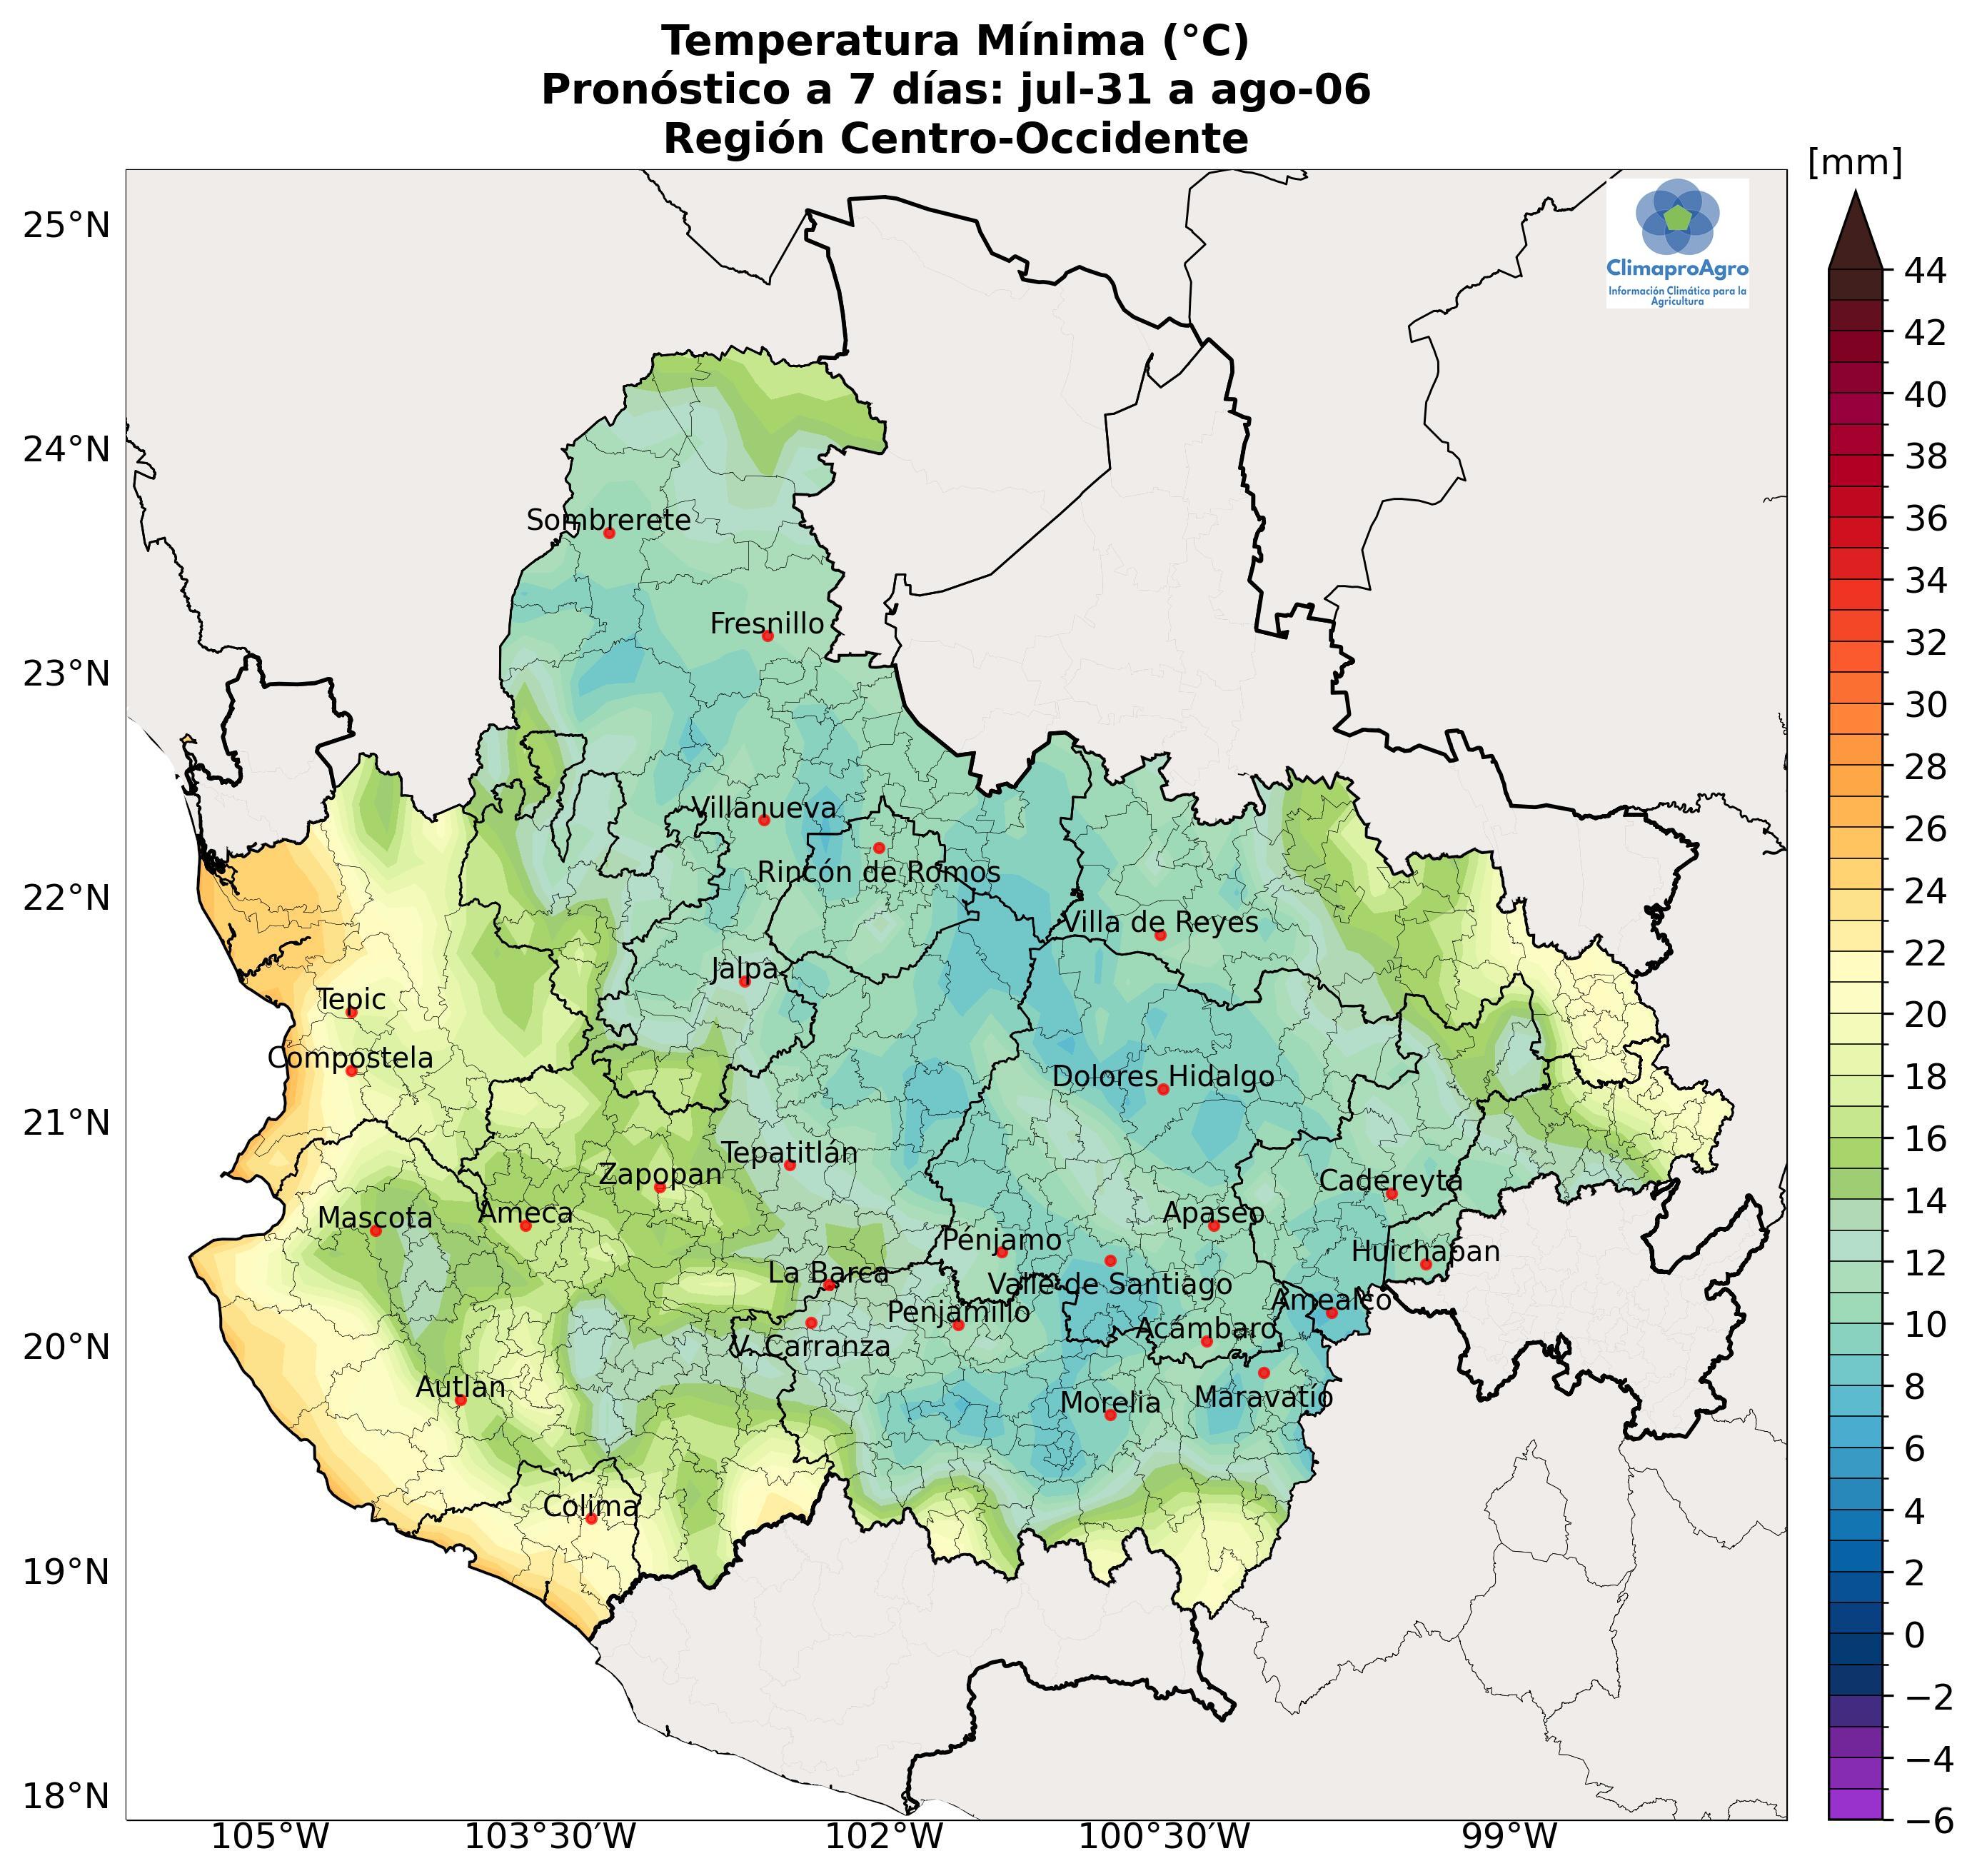 Temperatura Mínima (°C)
Pronóstico a 7 días: jul-31 a ago-06
Región Centro-Occidente
[mm]
ClimaproAgro
Información Climática para la
Agricultura
25°N
24°N
23°N
22°N
21°N
20°N
19°N
18°N
Sombrerete
Fresnillo
Villanueva
Rincón de Romos
Villa de Reyes
Jalpa
Tepic
Compostela
Dolores Hidalgo
Tepatitlán
Zapopan
Cadereyta
Mascota
Ameca
Apaseo
Pénjamo
Huichapan
La Barca
Valle de Santiago
Amealco
Penjamillo
Acámbaro
V. Carranza
Autlan
Morelia
Maravatío
Colima
105°W
103°30′W
102°W
100°30′W
99°W
44
42
40
38
36
34
32
30
28
26
24
22
20
18
16
14
12
10
8
6
4
2
0
−2
−4
−6